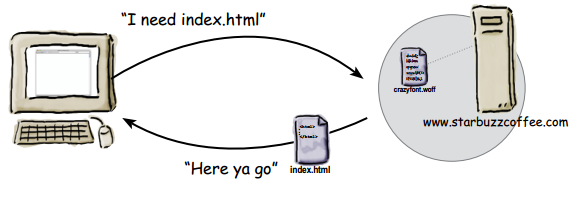 “I need index.html”
crazyfont.woff
www.starbuzzcoffee.com
“Here ya go”
index.html